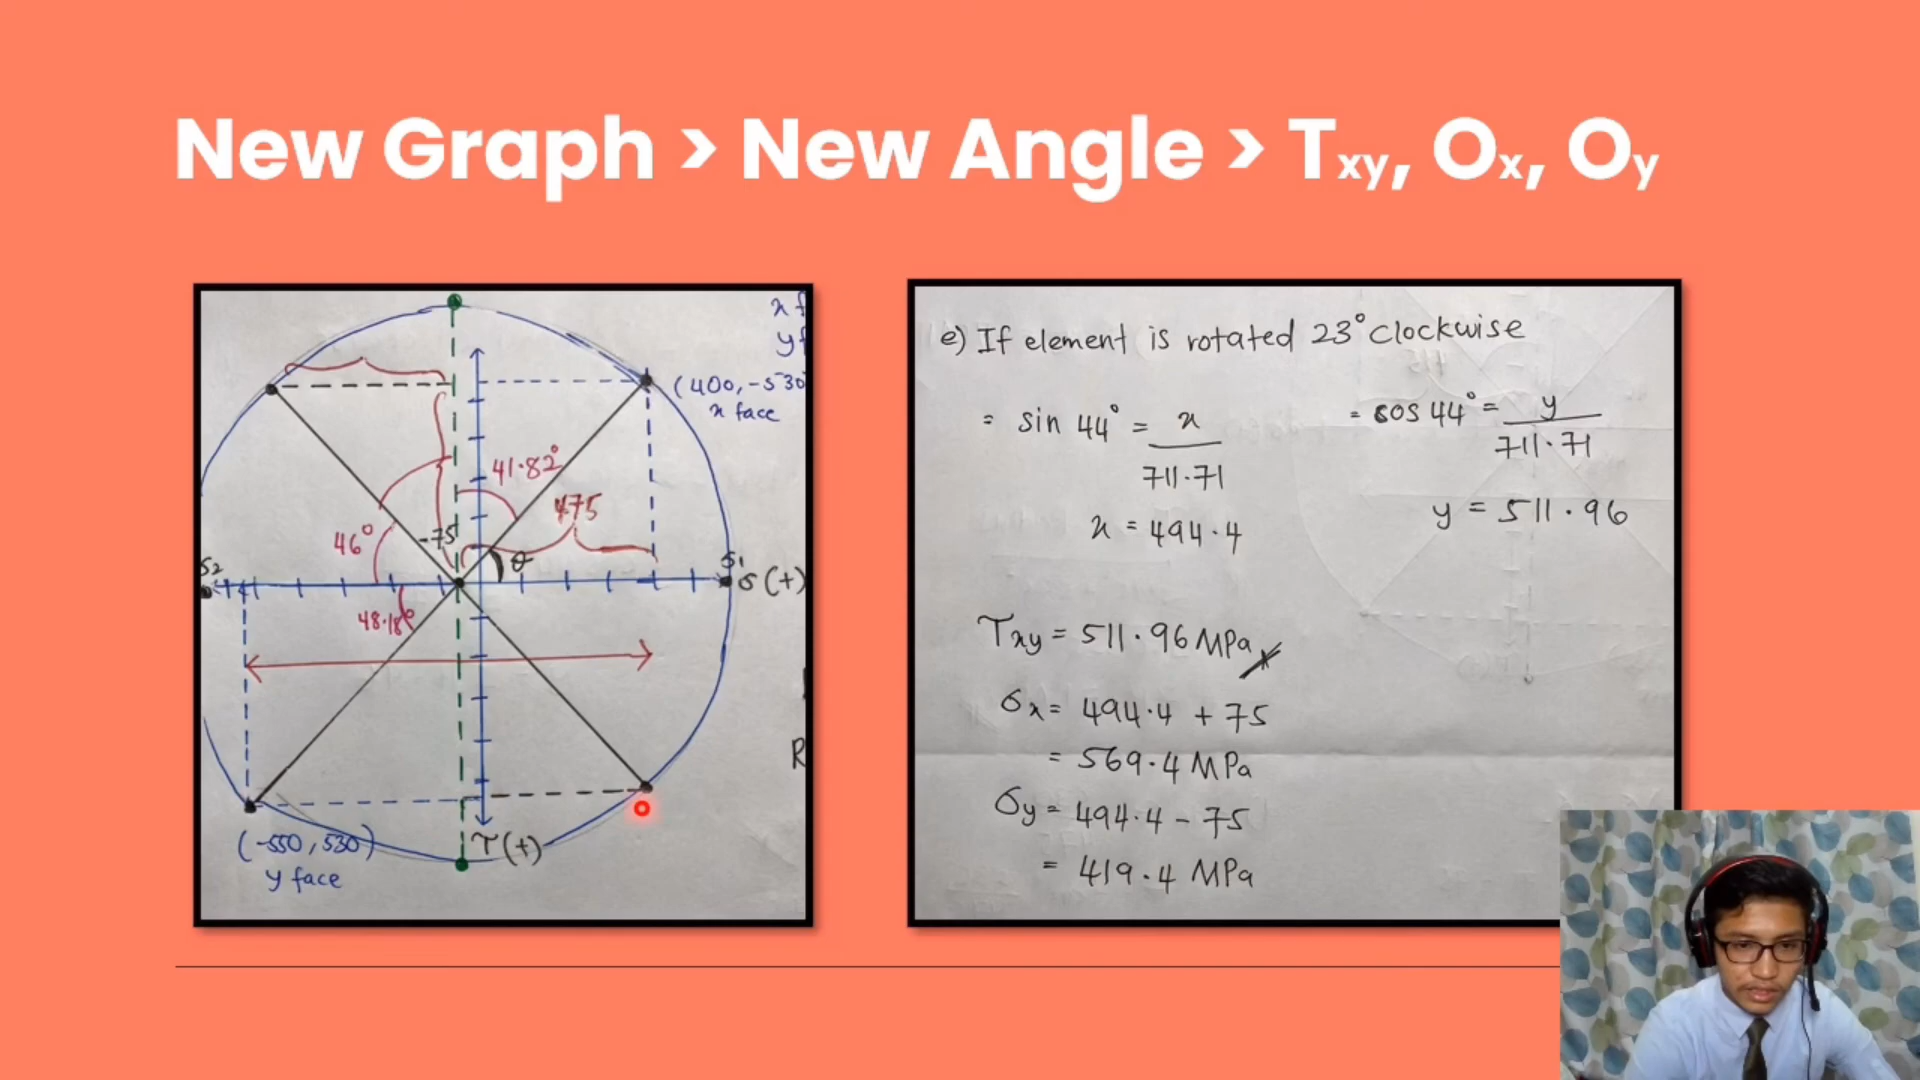 New Graph > New Angle > Txy, Ox, Oy
x f
yf
(400, -530
x face
41.82°
475
46°
-75
θ
S2
S1
σ (+)
48.18°
(-550, 530)
y face
τ (+)
R
e) If element is rotated 23° clockwise
= sin 44° = x
711.71
x = 494.4
= cos 44° = y
711.71
y = 511.96
τxy = 511.96 MPa
σx = 494.4 + 75
= 569.4 MPa
σy = 494.4 - 75
= 419.4 MPa